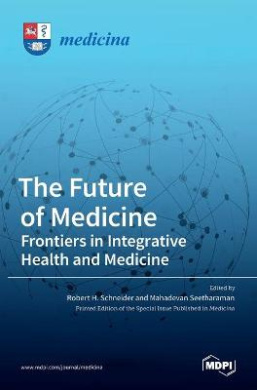 medicina
The Future
of Medicine
Frontiers in Integrative
Health and Medicine
Edited by
Robert H. Schneider and Mahadevan Seetharaman
Printed Edition of the Special Issue Published in Medicina
www.mdpi.com/journal/medicina
MDPI